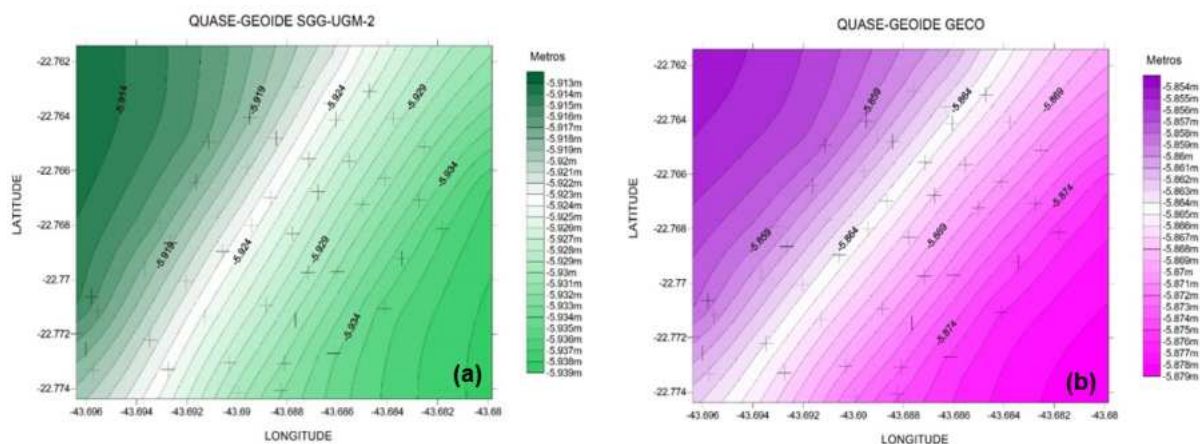 QUASE-GEOIDE SGG-UGM-2
Metros
-5.913m
-5.914m
-5.915m
-5.916m
-5.917m
-5.918m
-5.919m
-5.92m
-5.921m
-5.922m
-5.923m
-5.924m
-5.925m
-5.926m
-5.927m
-5.928m
-5.929m
-5.93m
-5.931m
-5.932m
-5.933m
-5.934m
-5.935m
-5.936m
-5.937m
-5.938m
-5.939m
LATITUDE
-22.762
-22.764
-22.766
-22.768
-22.77
-22.772
-22.774
-5.914
-5.919
-5.924
-5.929
-5.934
-5.919
-5.924
-5.929
-5.934
(a)
-43.696
-43.694
-43.692
-43.69
-43.688
-43.686
-43.684
-43.682
-43.68
LONGITUDE
QUASE-GEOIDE GECO
Metros
-5.854m
-5.855m
-5.856m
-5.857m
-5.858m
-5.859m
-5.86m
-5.861m
-5.862m
-5.863m
-5.864m
-5.865m
-5.866m
-5.867m
-5.868m
-5.869m
-5.87m
-5.871m
-5.872m
-5.873m
-5.874m
-5.875m
-5.876m
-5.877m
-5.878m
-5.879m
LATITUDE
-22.762
-22.764
-22.766
-22.768
-22.77
-22.772
-22.774
-5.859
-5.864
-5.869
-5.874
-5.859
-5.864
-5.869
-5.874
(b)
-43.696
-43.694
-43.692
-43.69
-43.688
-43.686
-43.684
-43.682
-43.68
LONGITUDE